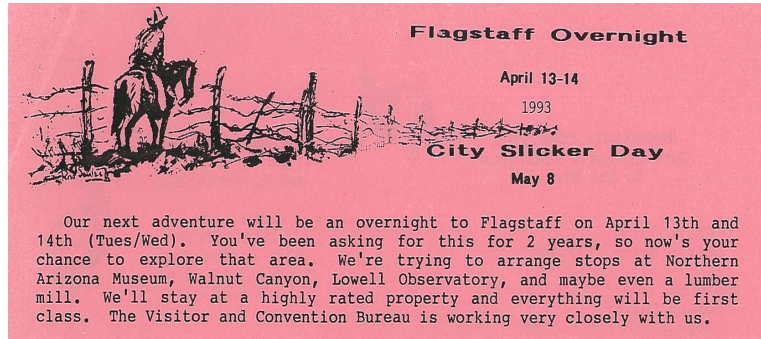 Flagstaff Overnight
April 13-14
1993
City Slicker Day
May 8
Our next adventure will be an overnight to Flagstaff on April 13th and
14th (Tues/Wed). You've been asking for this for 2 years, so now's your
chance to explore that area. We're trying to arrange stops at Northern
Arizona Museum, Walnut Canyon, Lowell Observatory, and maybe even a lumber
mill. We'll stay at a highly rated property and everything will be first
class. The Visitor and Convention Bureau is working very closely with us.